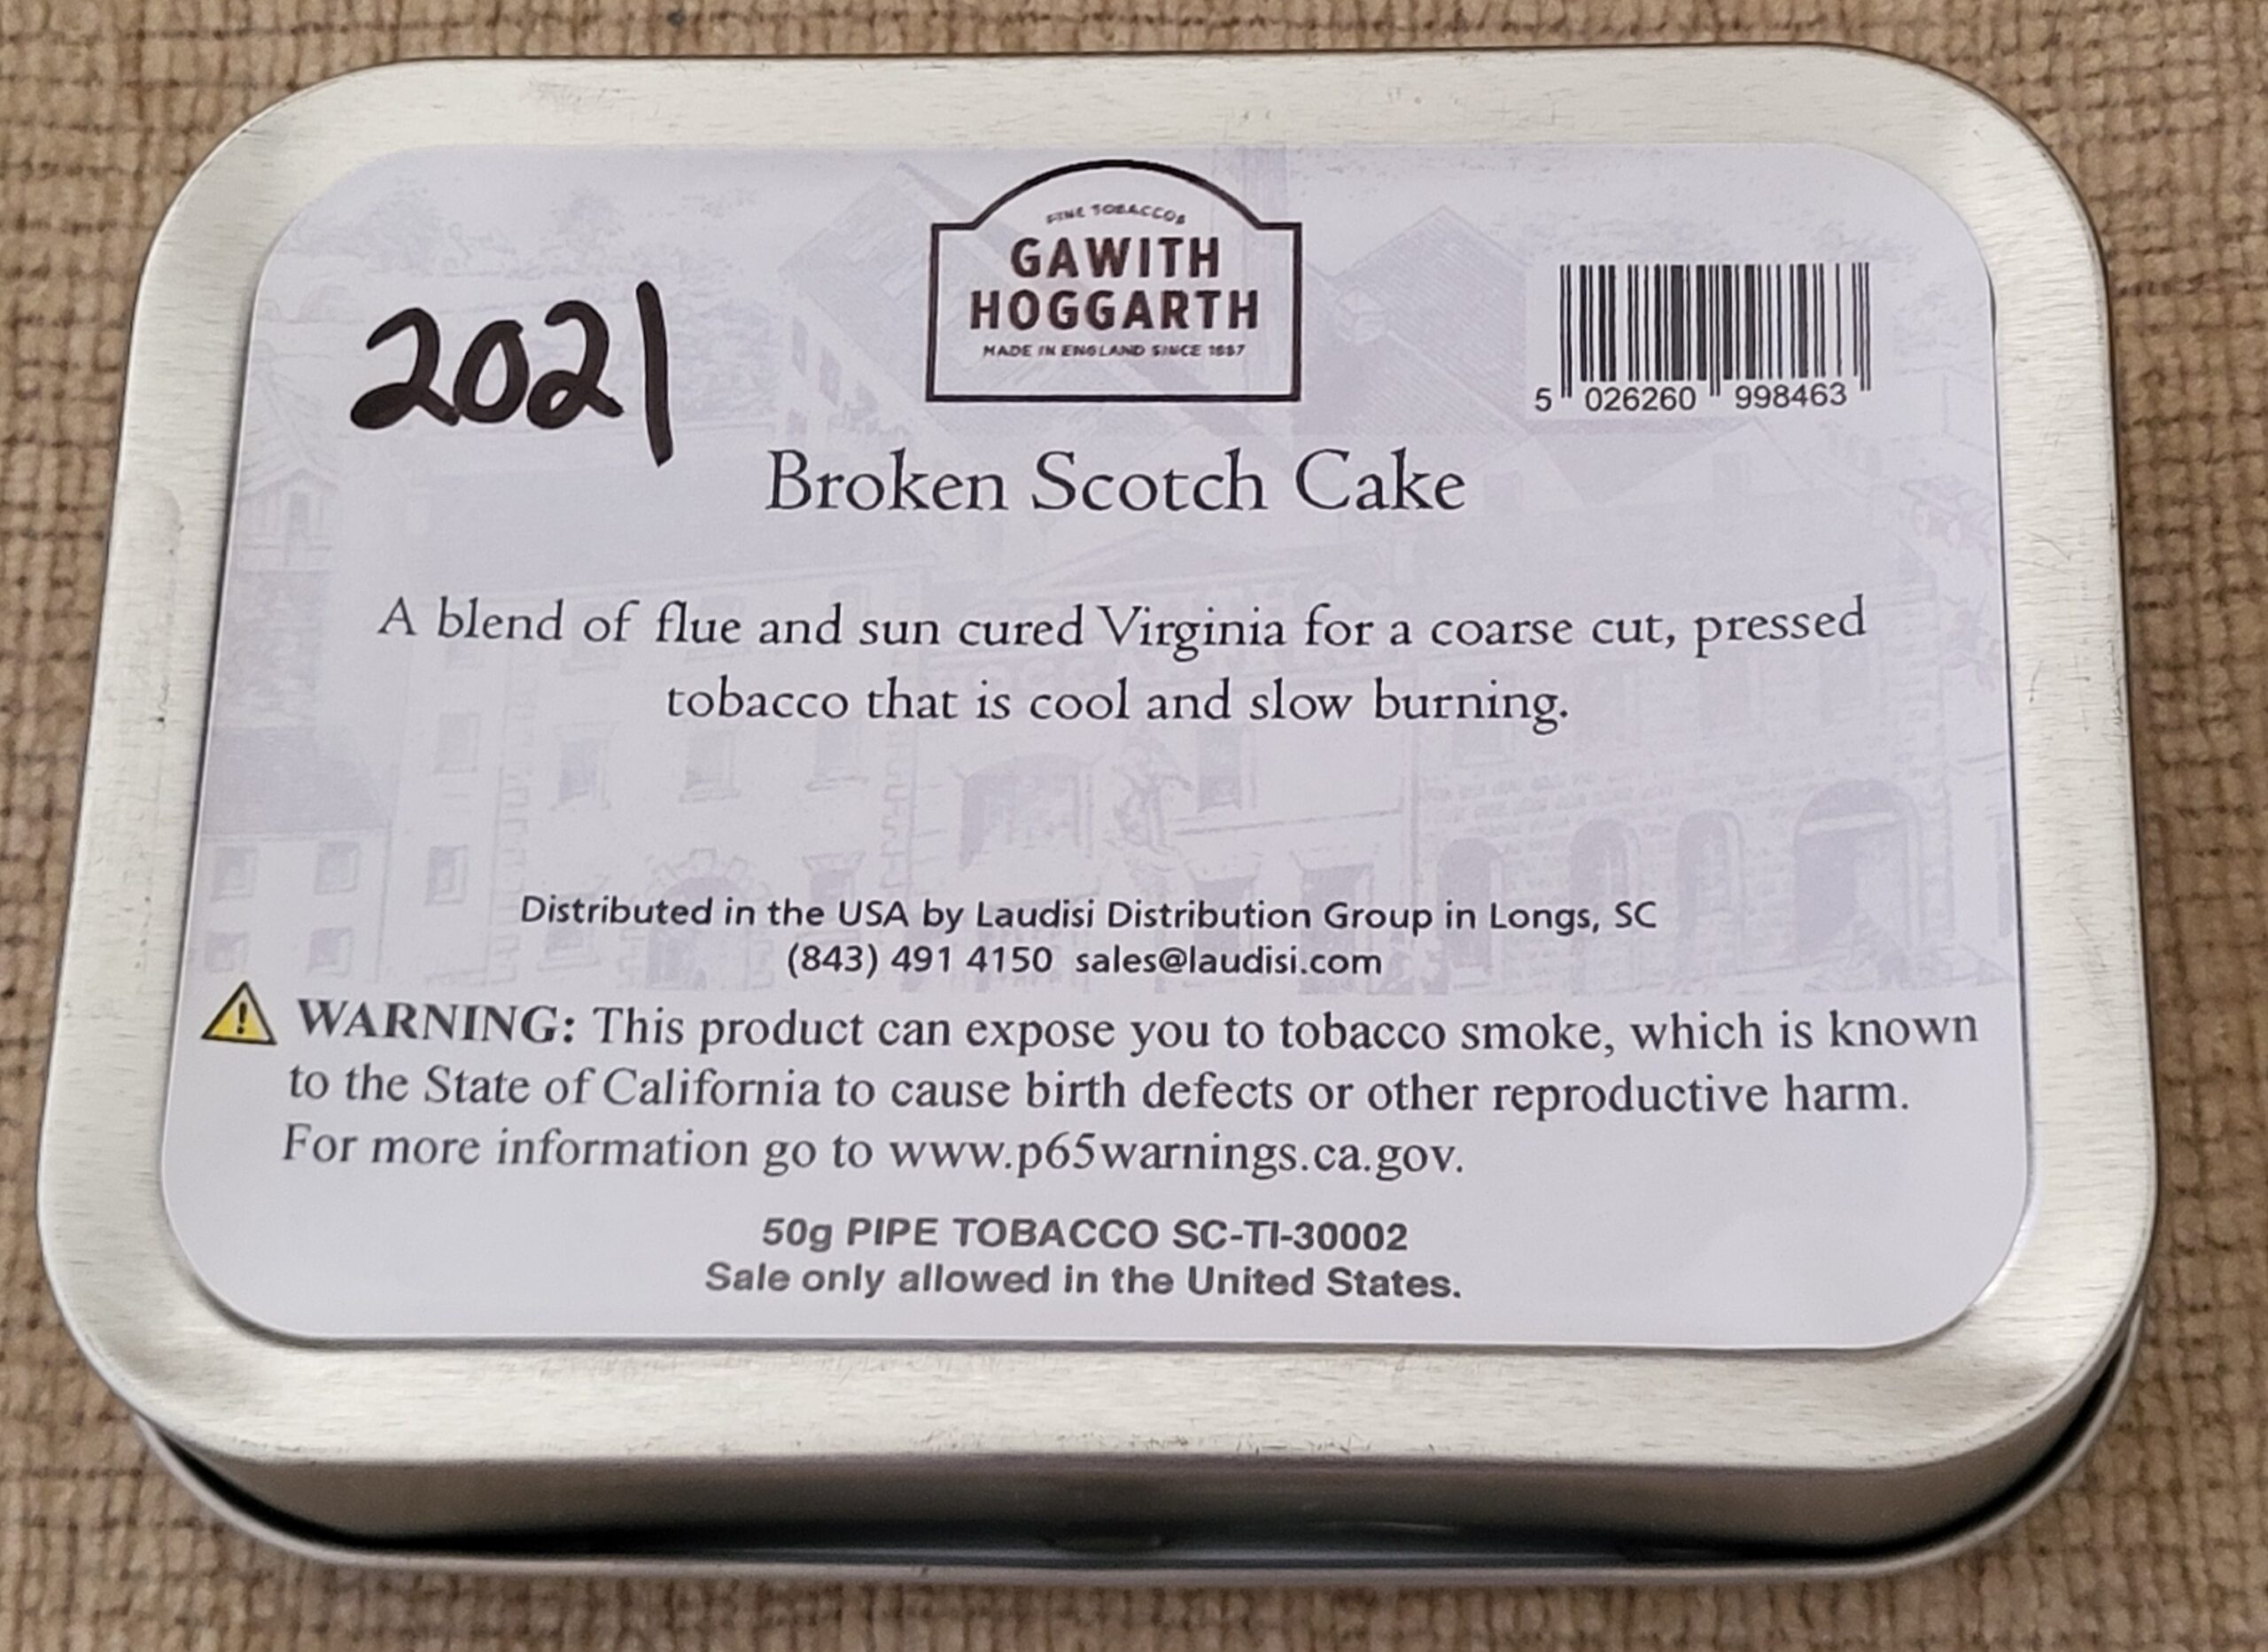 FINE TOBACCOS
GAWITH
HOGGARTH
MADE IN ENGLAND SINCE 1887
2021
5 026260 998463
Broken Scotch Cake
A blend of flue and sun cured Virginia for a coarse cut, pressed
tobacco that is cool and slow burning.
Distributed in the USA by Laudisi Distribution Group in Longs, SC
(843) 491 4150 sales@laudisi.com
WARNING: This product can expose you to tobacco smoke, which is known
to the State of California to cause birth defects or other reproductive harm.
For more information go to www.p65warnings.ca.gov.
50g PIPE TOBACCO SC-TI-30002
Sale only allowed in the United States.